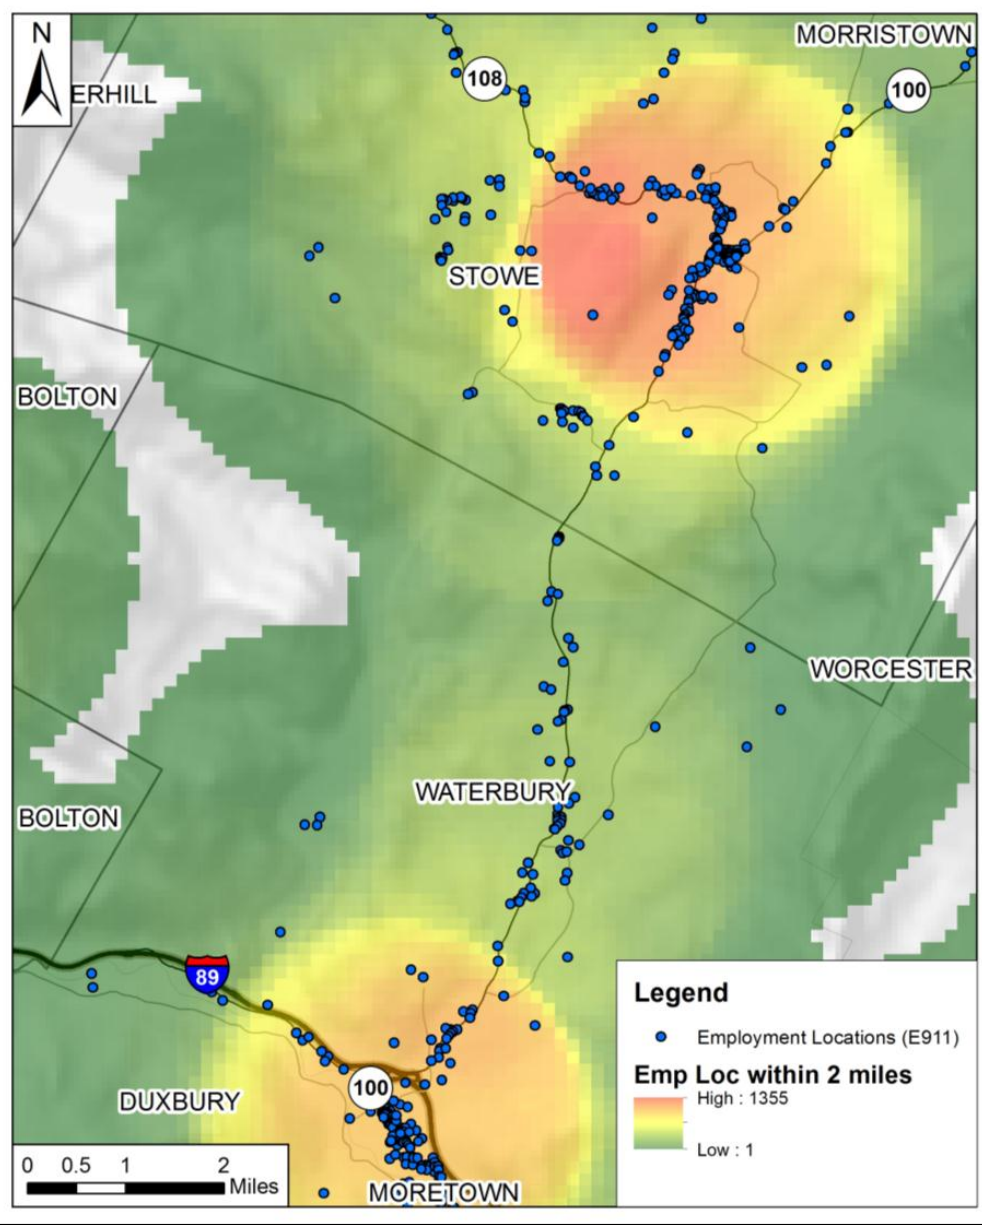 N
MORRISTOWN
108
100
ERHILL
STOWE
BOLTON
WORCESTER
WATERBURY
BOLTON
89
Legend
Employment Locations (E911)
Emp Loc within 2 miles
High : 1355
Low : 1
100
DUXBURY
0 0.5 1 2
Miles
MORETOWN